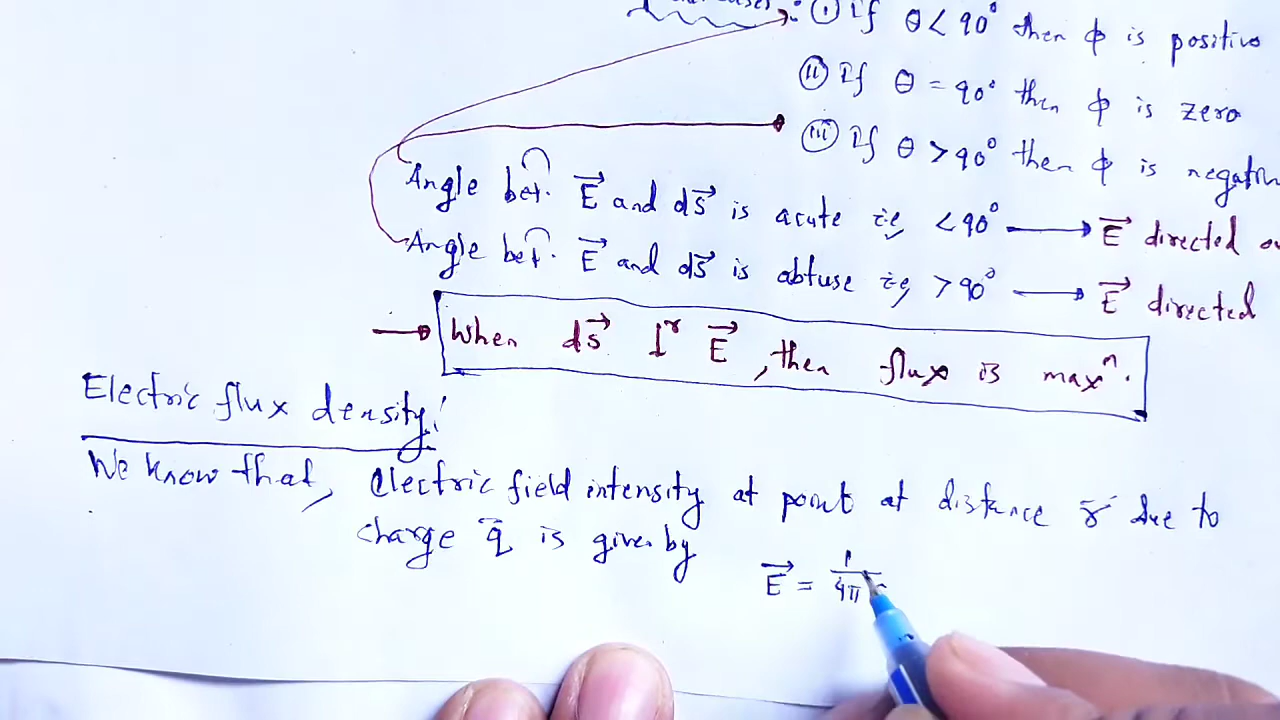 ① If θ < 90° then ϕ is positive
② If θ = 90° then ϕ is zero
③ If θ > 90° then ϕ is
Angle bet. E⃗ and ds⃗ is acute i.e < 90° → E⃗ directed
Angle bet. E⃗ and ds⃗ is obtuse i.e > 90° → E⃗ directed
→ When ds⃗ ⊥ʳ E⃗, then flux is maxⁿ.
Electric flux density:
We know that, electric field intensity at point at distance r due to
charge q is given by
E⃗ = 1/4π